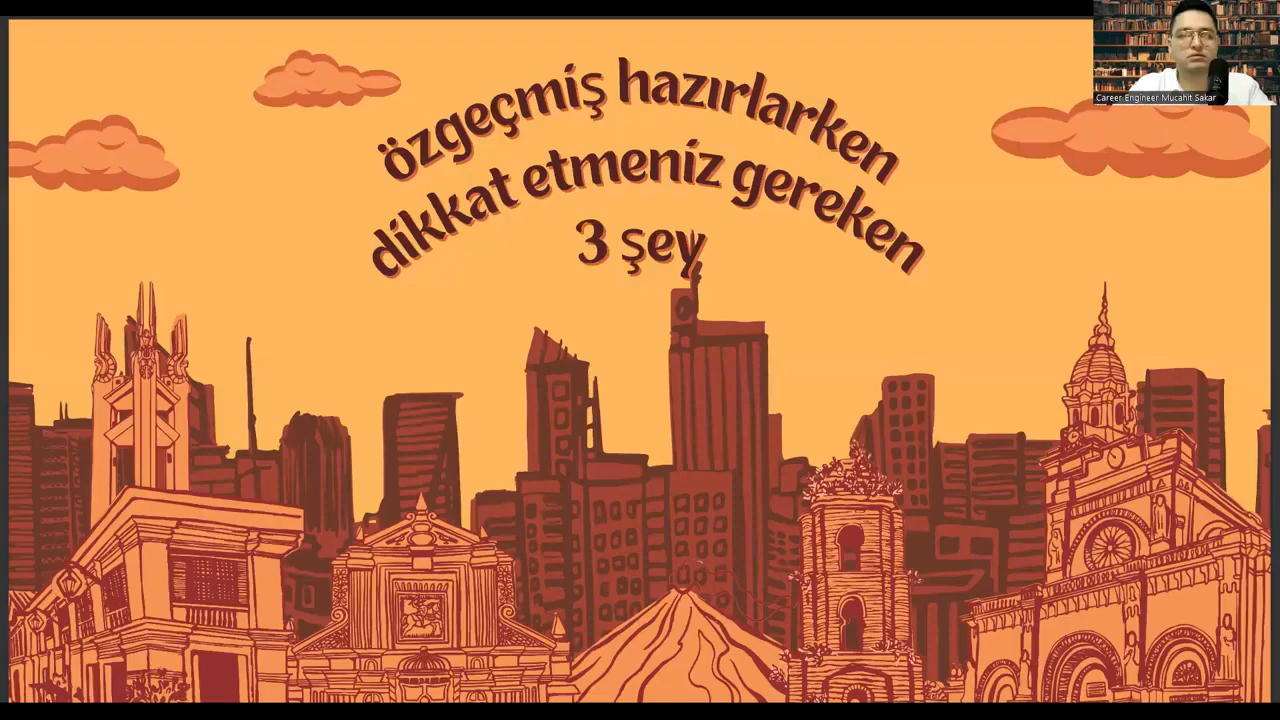 özgeçmiş hazırlarken
dikkat etmeniz gereken
3 şey
Career Engineer Mucahit Sakar